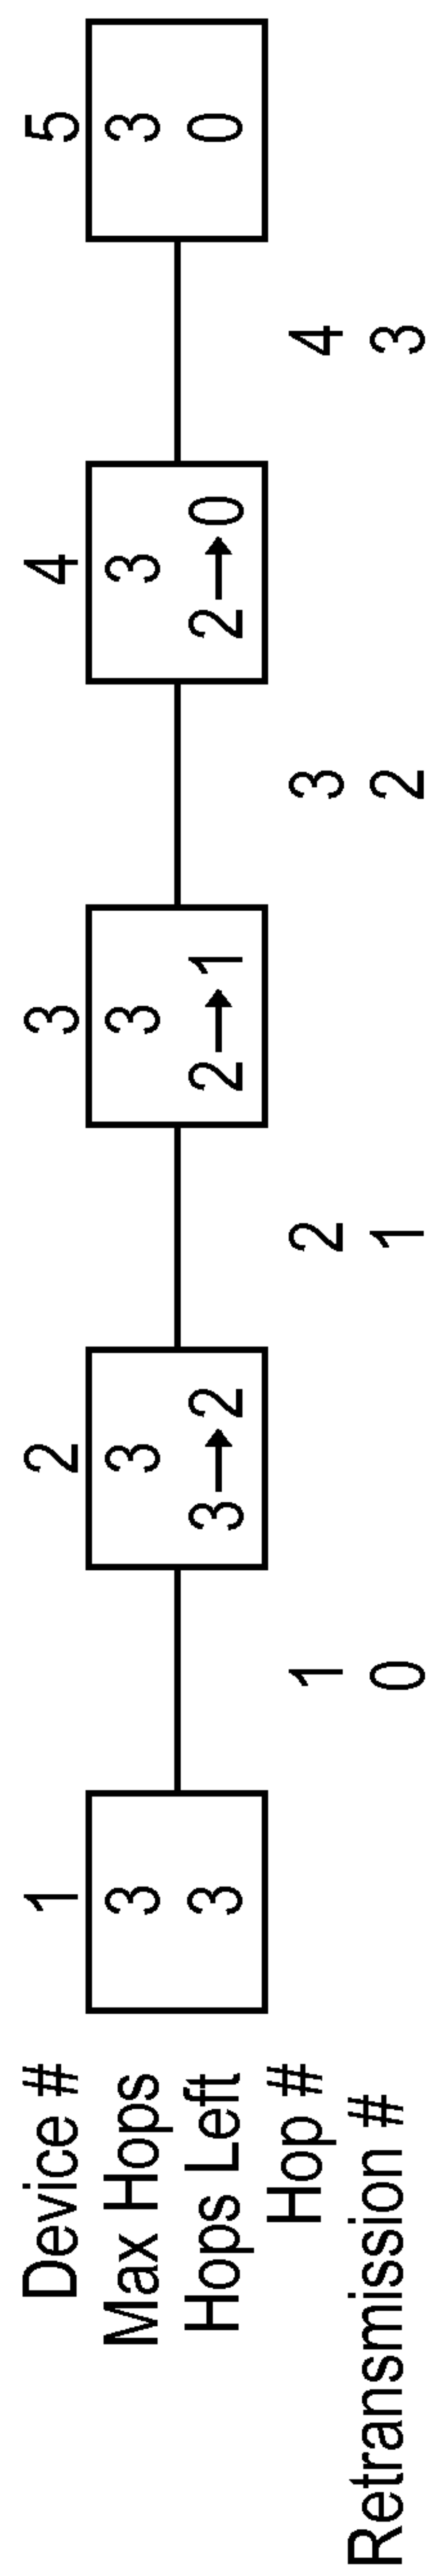 Device # 1 2 3 4 5
Max Hops 3 3 3 3 3
Hops Left 3 3→2 2→1 2→0 0
Hop # 1 2 3 4
Retransmission # 0 1 2 3